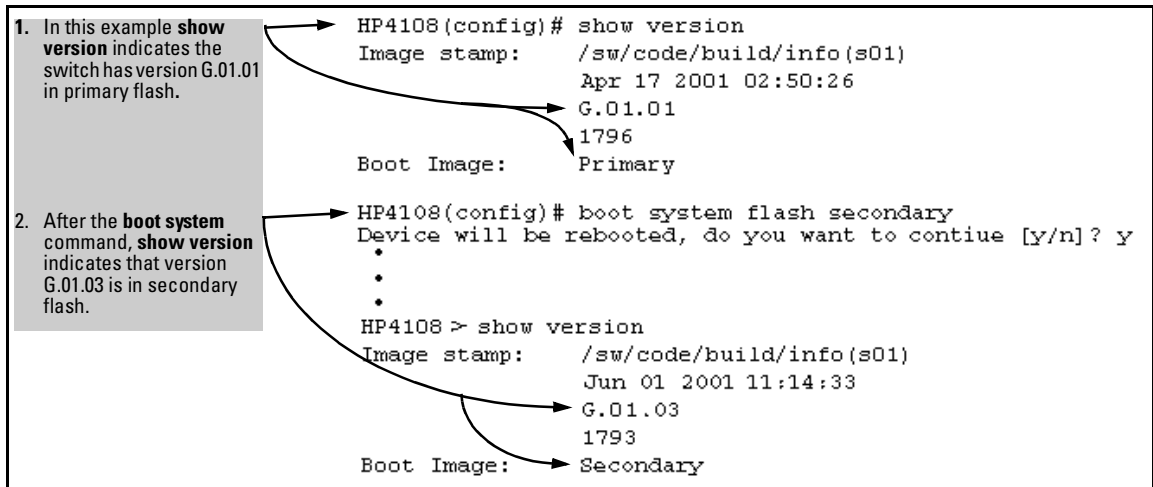 1. In this example show
version indicates the
switch has version G.01.01
in primary flash.
HP4108(config)# show version
Image stamp: /sw/code/build/info(s01)
Apr 17 2001 02:50:26
G.01.01
1796
Boot Image: Primary
2. After the boot system
command, show version
indicates that version
G.01.03 is in secondary
flash.
HP4108(config)# boot system flash secondary
Device will be rebooted, do you want to contiue [y/n]? y
HP4108 > show version
Image stamp: /sw/code/build/info(s01)
Jun 01 2001 11:14:33
G.01.03
1793
Boot Image: Secondary